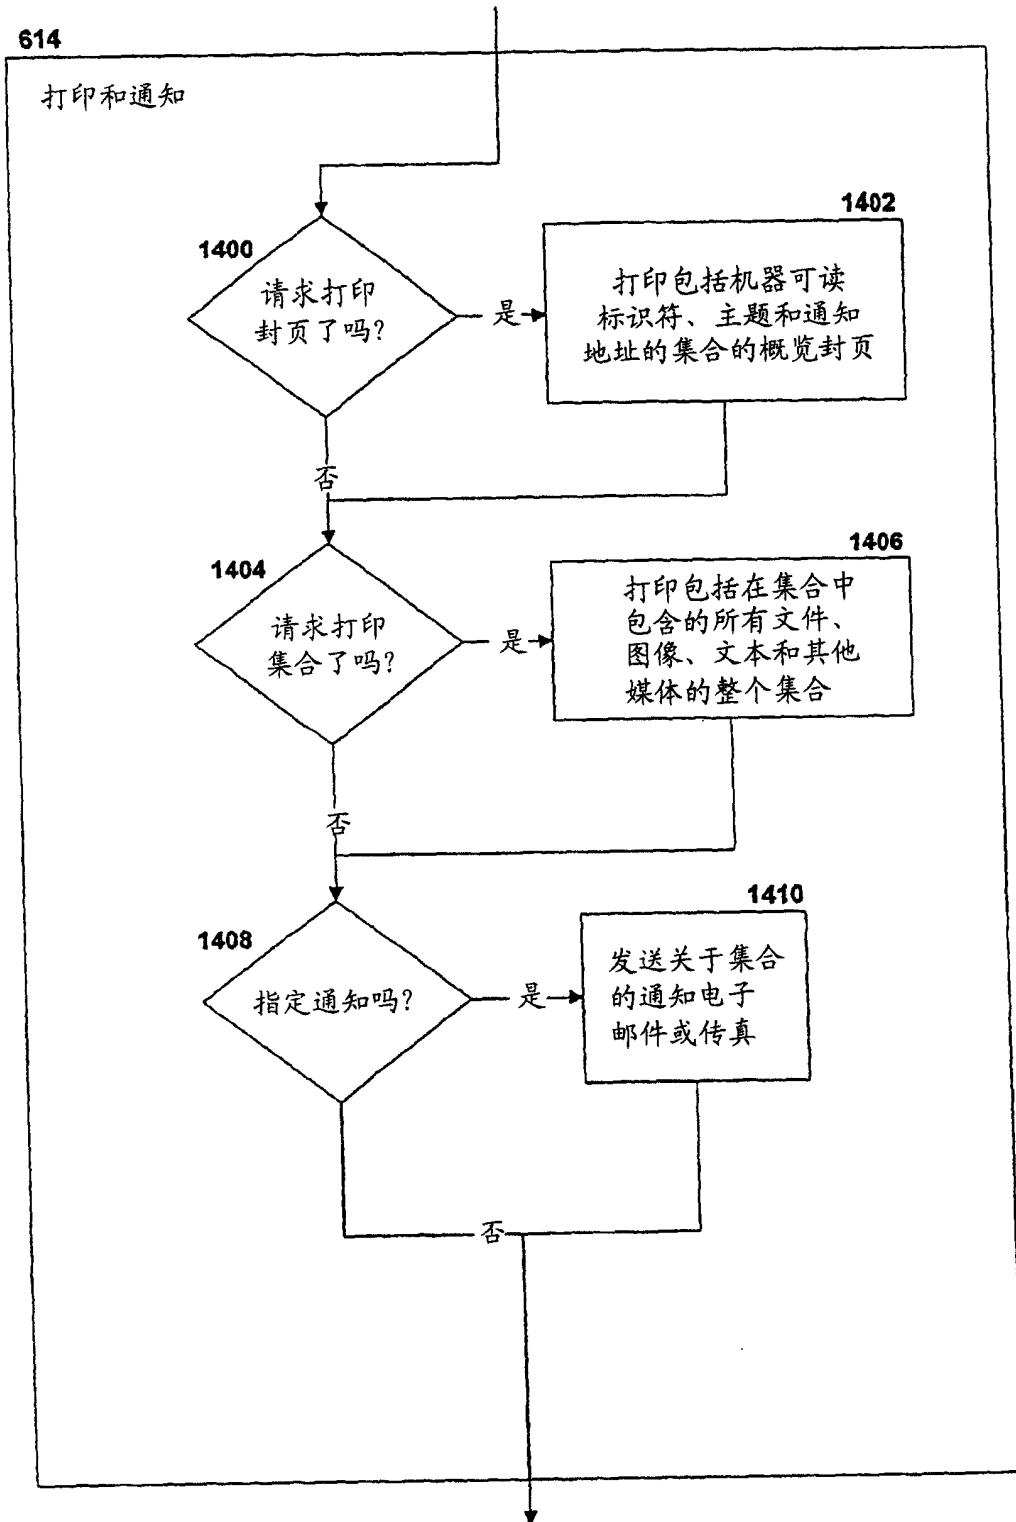 614
打印和通知
1400
请求打印
封页了吗?
是
1402
打印包括机器可读
标识符、主题和通知
地址的集合的概览封页
否
1404
请求打印
集合了吗?
是
1406
打印包括在集合中
包含的所有文件、
图像、文本和其他
媒体的整个集合
否
1408
指定通知吗?
是
1410
发送关于集合
的通知电子
邮件或传真
否